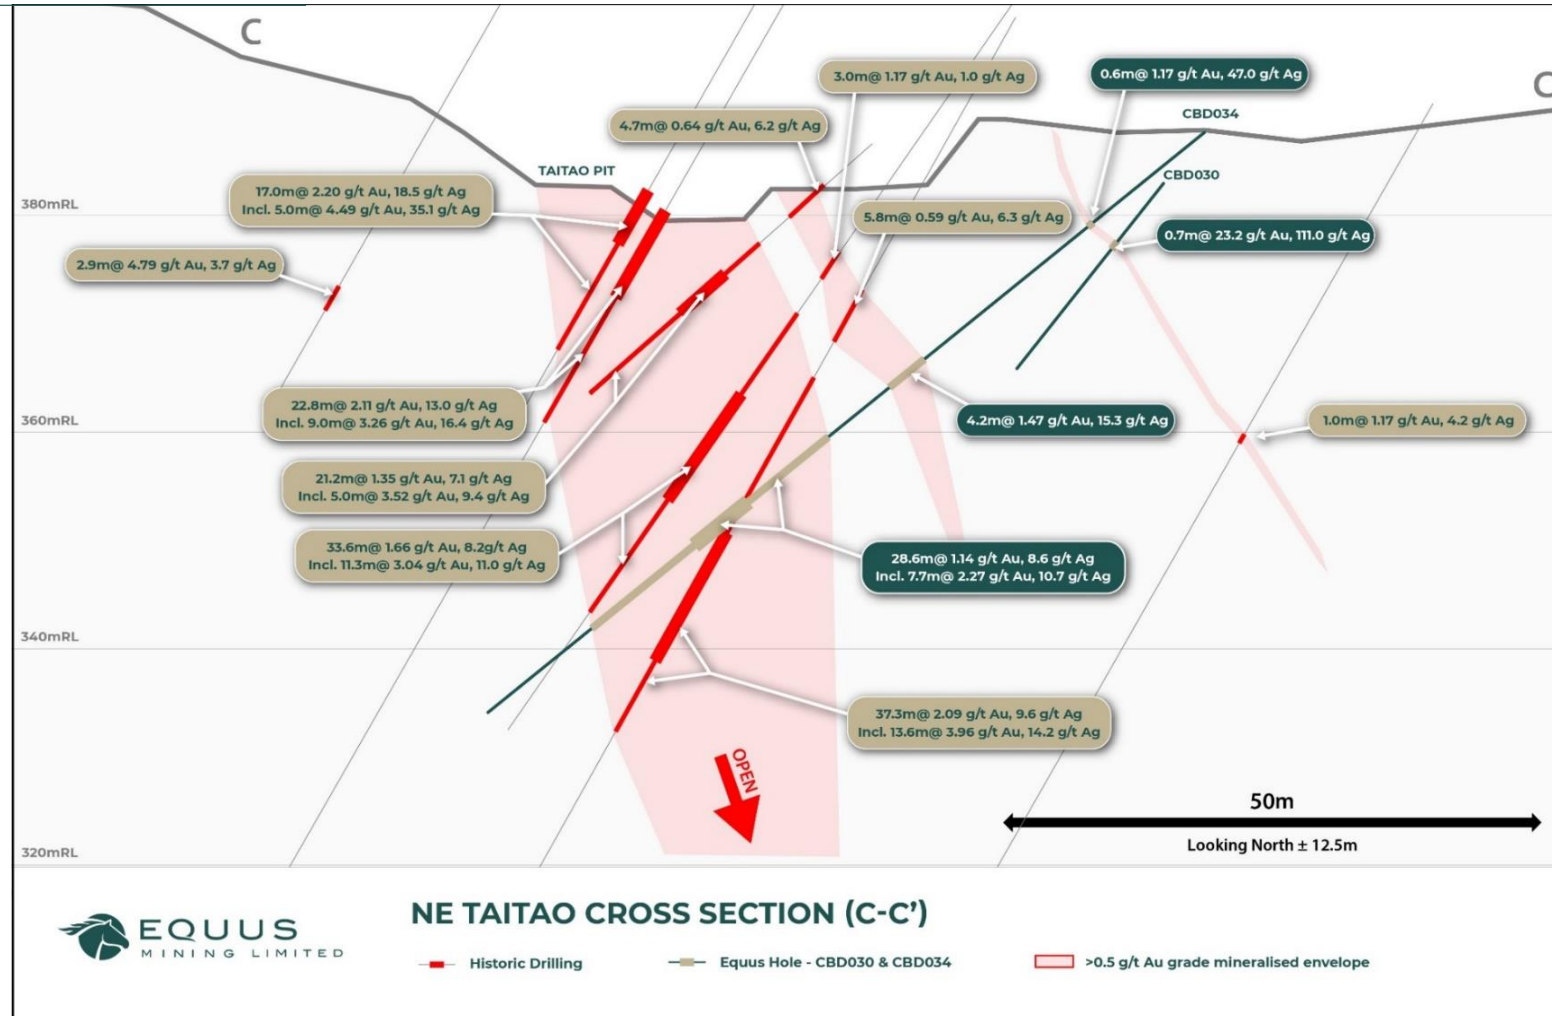 C
C
3.0m@ 1.17 g/t Au, 1.0 g/t Ag
0.6m@ 1.17 g/t Au, 47.0 g/t Ag
4.7m@ 0.64 g/t Au, 6.2 g/t Ag
CBD034
TAITAO PIT
CBD030
17.0m@ 2.20 g/t Au, 18.5 g/t Ag
Incl. 5.0m@ 4.49 g/t Au, 35.1 g/t Ag
380mRL
5.8m@ 0.59 g/t Au, 6.3 g/t Ag
0.7m@ 23.2 g/t Au, 111.0 g/t Ag
2.9m@ 4.79 g/t Au, 3.7 g/t Ag
22.8m@ 2.11 g/t Au, 13.0 g/t Ag
Incl. 9.0m@ 3.26 g/t Au, 16.4 g/t Ag
360mRL
4.2m@ 1.47 g/t Au, 15.3 g/t Ag
1.0m@ 1.17 g/t Au, 4.2 g/t Ag
21.2m@ 1.35 g/t Au, 7.1 g/t Ag
Incl. 5.0m@ 3.52 g/t Au, 9.4 g/t Ag
33.6m@ 1.66 g/t Au, 8.2g/t Ag
Incl. 11.3m@ 3.04 g/t Au, 11.0 g/t Ag
28.6m@ 1.14 g/t Au, 8.6 g/t Ag
Incl. 7.7m@ 2.27 g/t Au, 10.7 g/t Ag
340mRL
37.3m@ 2.09 g/t Au, 9.6 g/t Ag
Incl. 13.6m@ 3.96 g/t Au, 14.2 g/t Ag
OPEN
50m
Looking North ± 12.5m
320mRL
NE TAITAO CROSS SECTION (C-C’)
EQUUS
MINING LIMITED
Historic Drilling
Equus Hole - CBD030 & CBD034
>0.5 g/t Au grade mineralised envelope